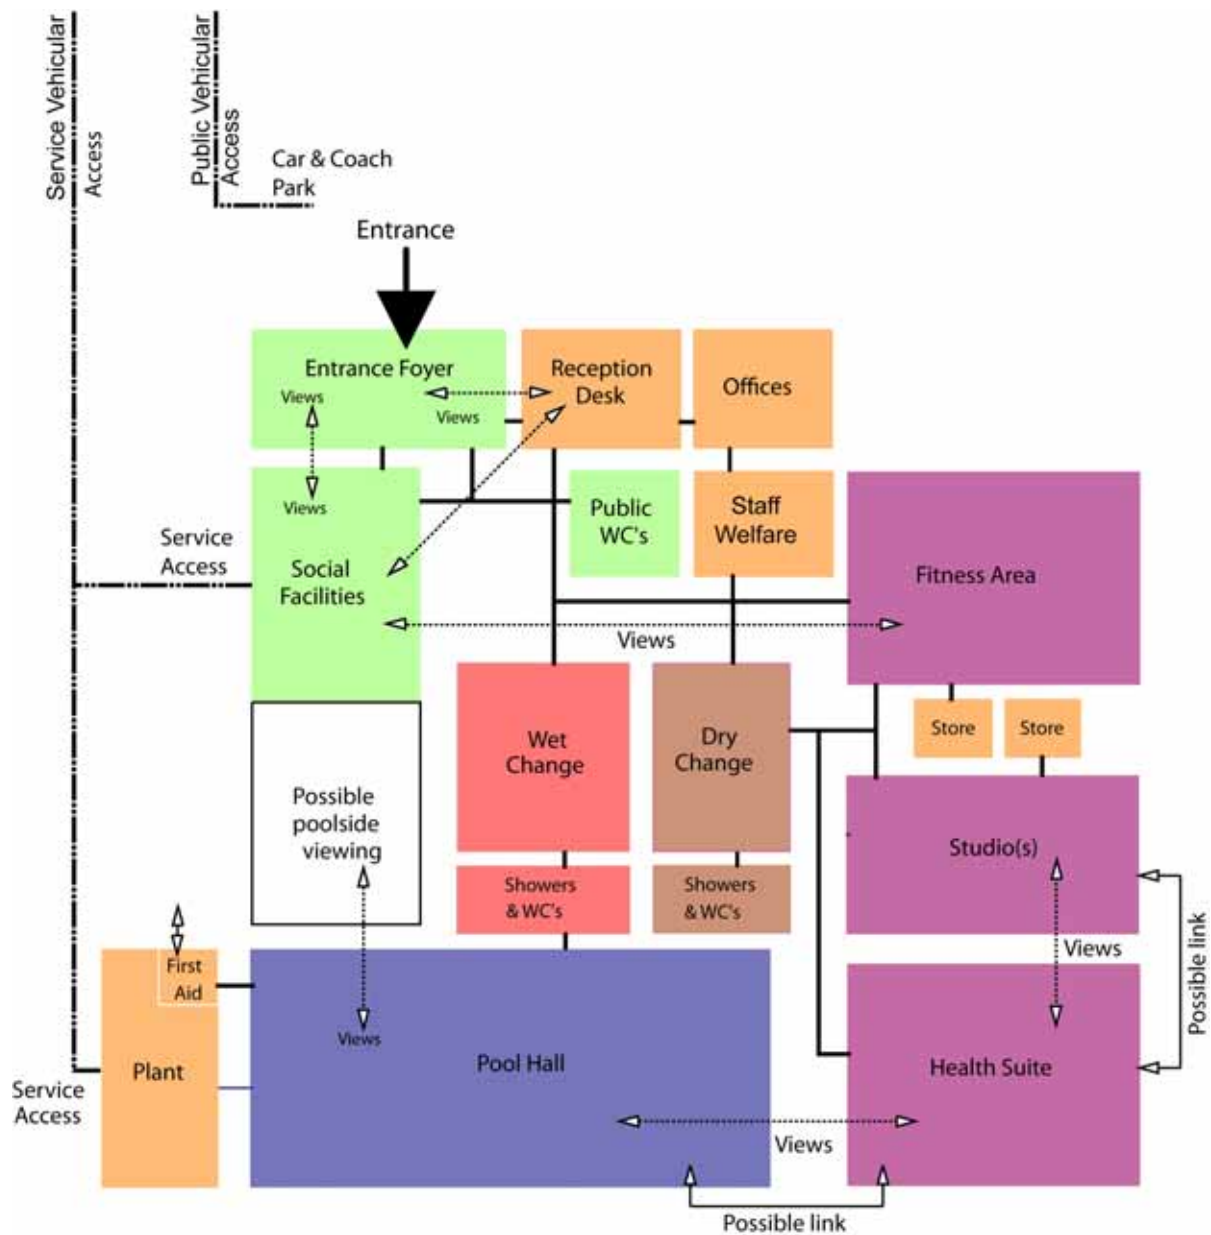 Service Vehicular
Access
Public Vehicular
Access
Car & Coach
Park
Entrance
Entrance Foyer
Views
Views
Reception
Desk
Offices
Views
Social
Facilities
Service
Access
Public
WC's
Staff
Welfare
Fitness Area
Views
Wet
Change
Dry
Change
Store
Store
Possible
poolside
viewing
Showers
& WC's
Showers
& WC's
Studio(s)
Views
Possible link
First
Aid
Plant
Service
Access
Views
Pool Hall
Health Suite
Views
Possible link